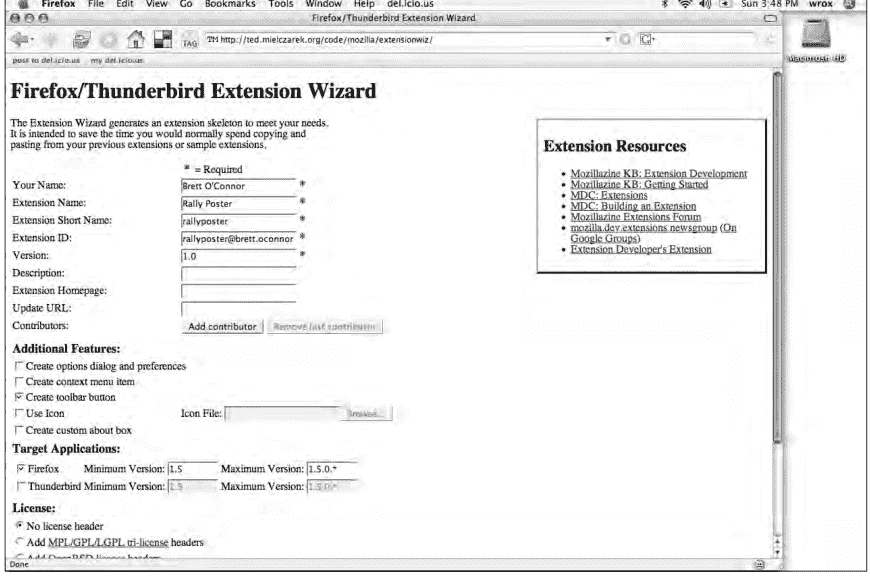 Firefox File Edit View Go Bookmarks Tools Window Help del.icio.us Sun 3:48 PM wrox
Firefox/Thunderbird Extension Wizard
TAG http://ted.mielczarek.org/code/mozilla/extensionwiz/
post to del.icio.us my del.icio.us
Macintosh HD
Firefox/Thunderbird Extension Wizard
The Extension Wizard generates an extension skeleton to meet your needs.
It is intended to save the time you would normally spend copying and
pasting from your previous extensions or sample extensions.
* = Required
Your Name: Brett O'Connor *
Extension Name: Rally Poster *
Extension Short Name: rallyposter *
Extension ID: rallyposter@brett.oconnor *
Version: 1.0 *
Description:
Extension Homepage:
Update URL:
Contributors: Add contributor Remove last contributor
Extension Resources
• Mozillazine KB: Extension Development
• Mozillazine KB: Getting Started
• MDC: Extensions
• MDC: Building an Extension
• Mozillazine Extensions Forum
• mozilla.dev.extensions newsgroup (On
Google Groups)
• Extension Developer's Extension
Additional Features:
Create options dialog and preferences
Create context menu item
Create toolbar button
Use Icon Icon File: Browse...
Create custom about box
Target Applications:
Firefox Minimum Version: 1.5 Maximum Version: 1.5.0.*
Thunderbird Minimum Version: 1.5 Maximum Version: 1.5.0.*
License:
No license header
Add MPL/GPL/LGPL tri-license headers
Add OpenBSD license headers
Done